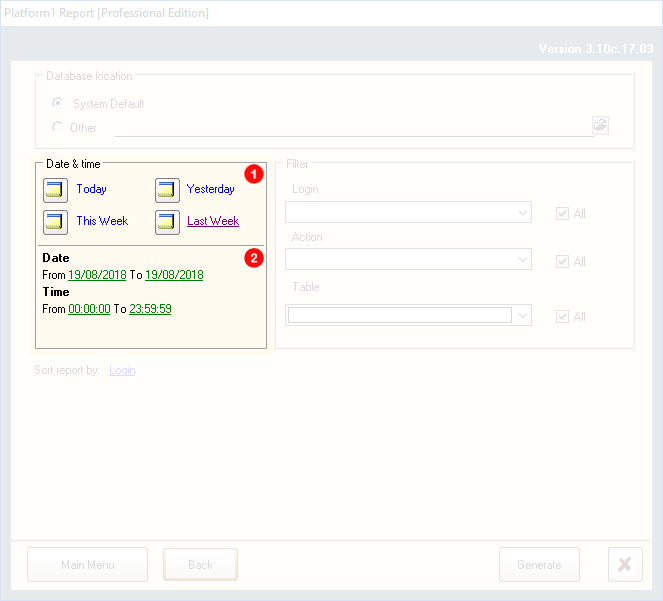 Platform1 Report [Professional Edition]
Version 3.10c.17.03
Database location
System Default
Other
Date & time
1
Today
Yesterday
This Week
Last Week
2
Date
From 19/08/2018 To 19/08/2018
Time
From 00:00:00 To 23:59:59
Filter
Login
All
Action
All
Table
All
Sort report by: Login
Main Menu
Back
Generate